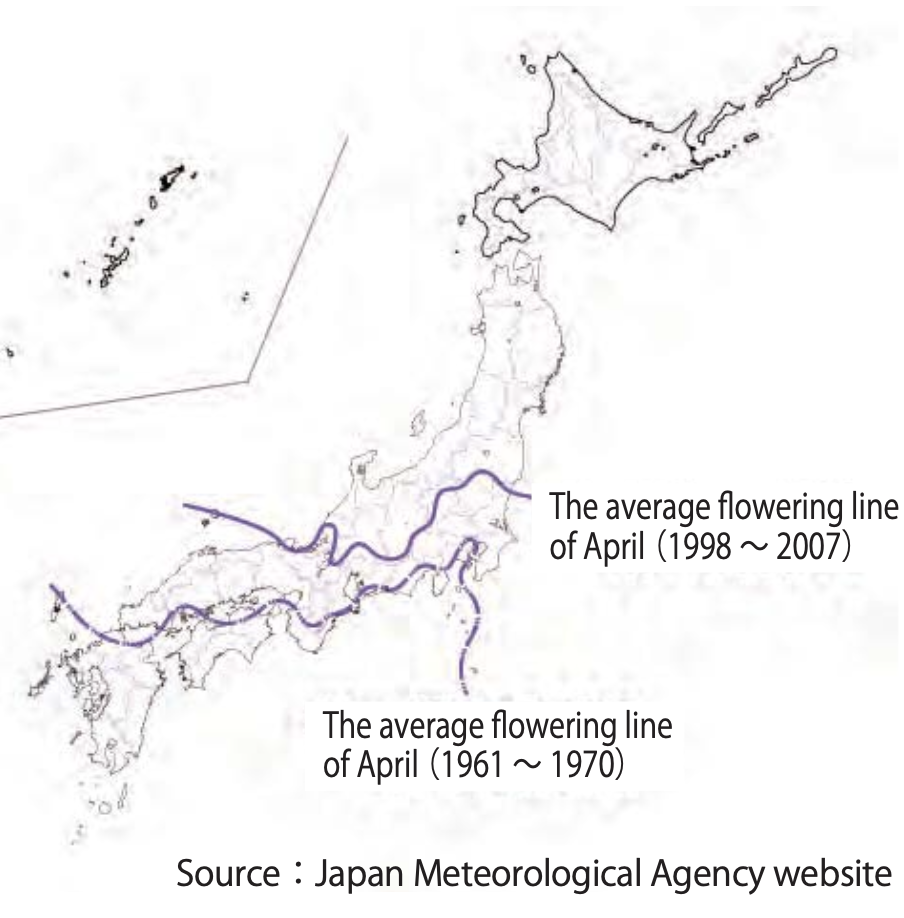 The average flowering line
of April（1998 ～ 2007）
The average flowering line
of April（1961 ～ 1970）
Source：Japan Meteorological Agency website